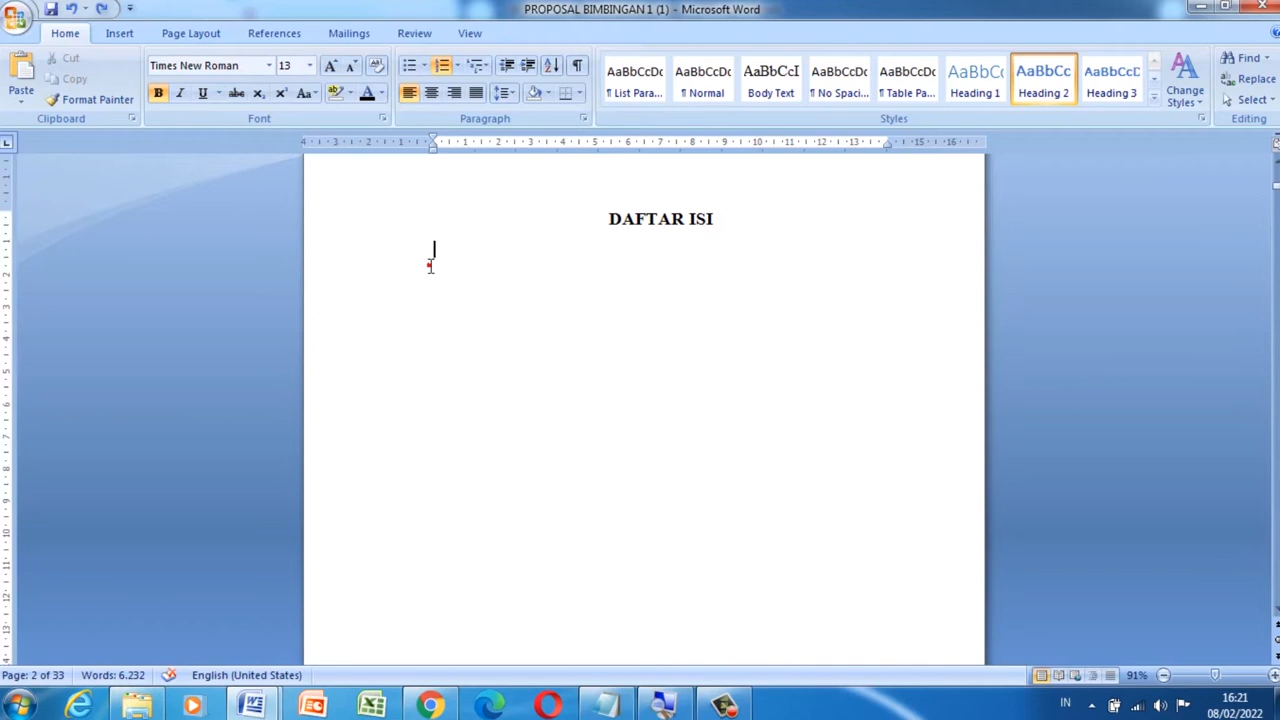 PROPOSAL BIMBINGAN 1 (1) - Microsoft Word
Home Insert Page Layout References Mailings Review View
Paste
Cut
Copy
Format Painter
Clipboard
Times New Roman 13
Font
Paragraph
AaBbCcDc AaBbCcDc AaBbCcI AaBbCcDc AaBbCcDc AaBbCc AaBbCc AaBbCcD
¶ List Para... ¶ Normal Body Text ¶ No Spaci... ¶ Table Pa... Heading 1 Heading 2 Heading 3
Change Styles
Styles
Find
Replace
Select
Editing
DAFTAR ISI
Page: 2 of 33 Words: 6.232 English (United States) 91%
IN 16:21
08/02/2022